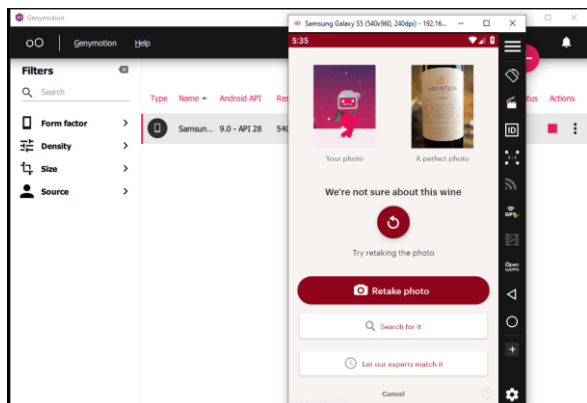 Genymotion
Genymotion Help
Filters
Search
Form factor
Density
Size
Source
Type Name Android API
Samsun... 9.0 - API 28
Actions
Samsung Galaxy S5 (540x960, 240dpi) - 192.16...
5:35
Your photo
A perfect photo
We're not sure about this wine
Try retaking the photo
Retake photo
Search for it
Let our experts match it
Cancel
ID
GPS
Open
GAPPS